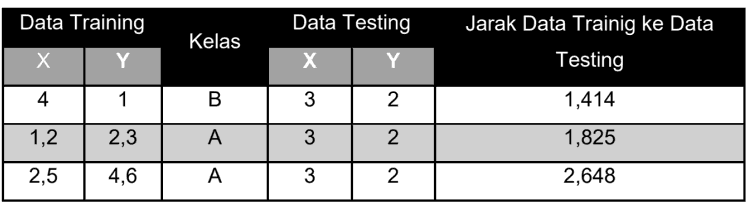 Data Training Kelas Data Testing Jarak Data Trainig ke Data Testing
X Y X Y
4 1 B 3 2 1,414
1,2 2,3 A 3 2 1,825
2,5 4,6 A 3 2 2,648